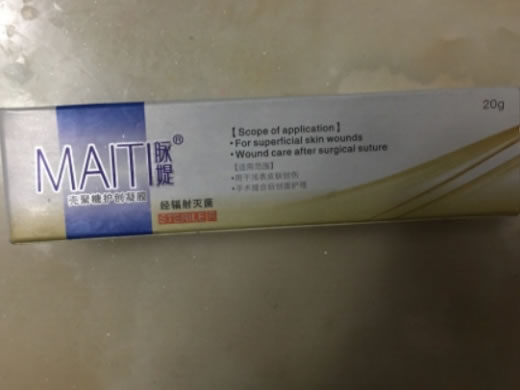 20g
MAITI 脉媞®
壳聚糖护创凝胶
经辐射灭菌
【Scope of application】
• For superficial skin wounds
• Wound care after surgical suture
【适用范围】
• 用于浅表皮肤创伤
• 手术缝合后创面护理